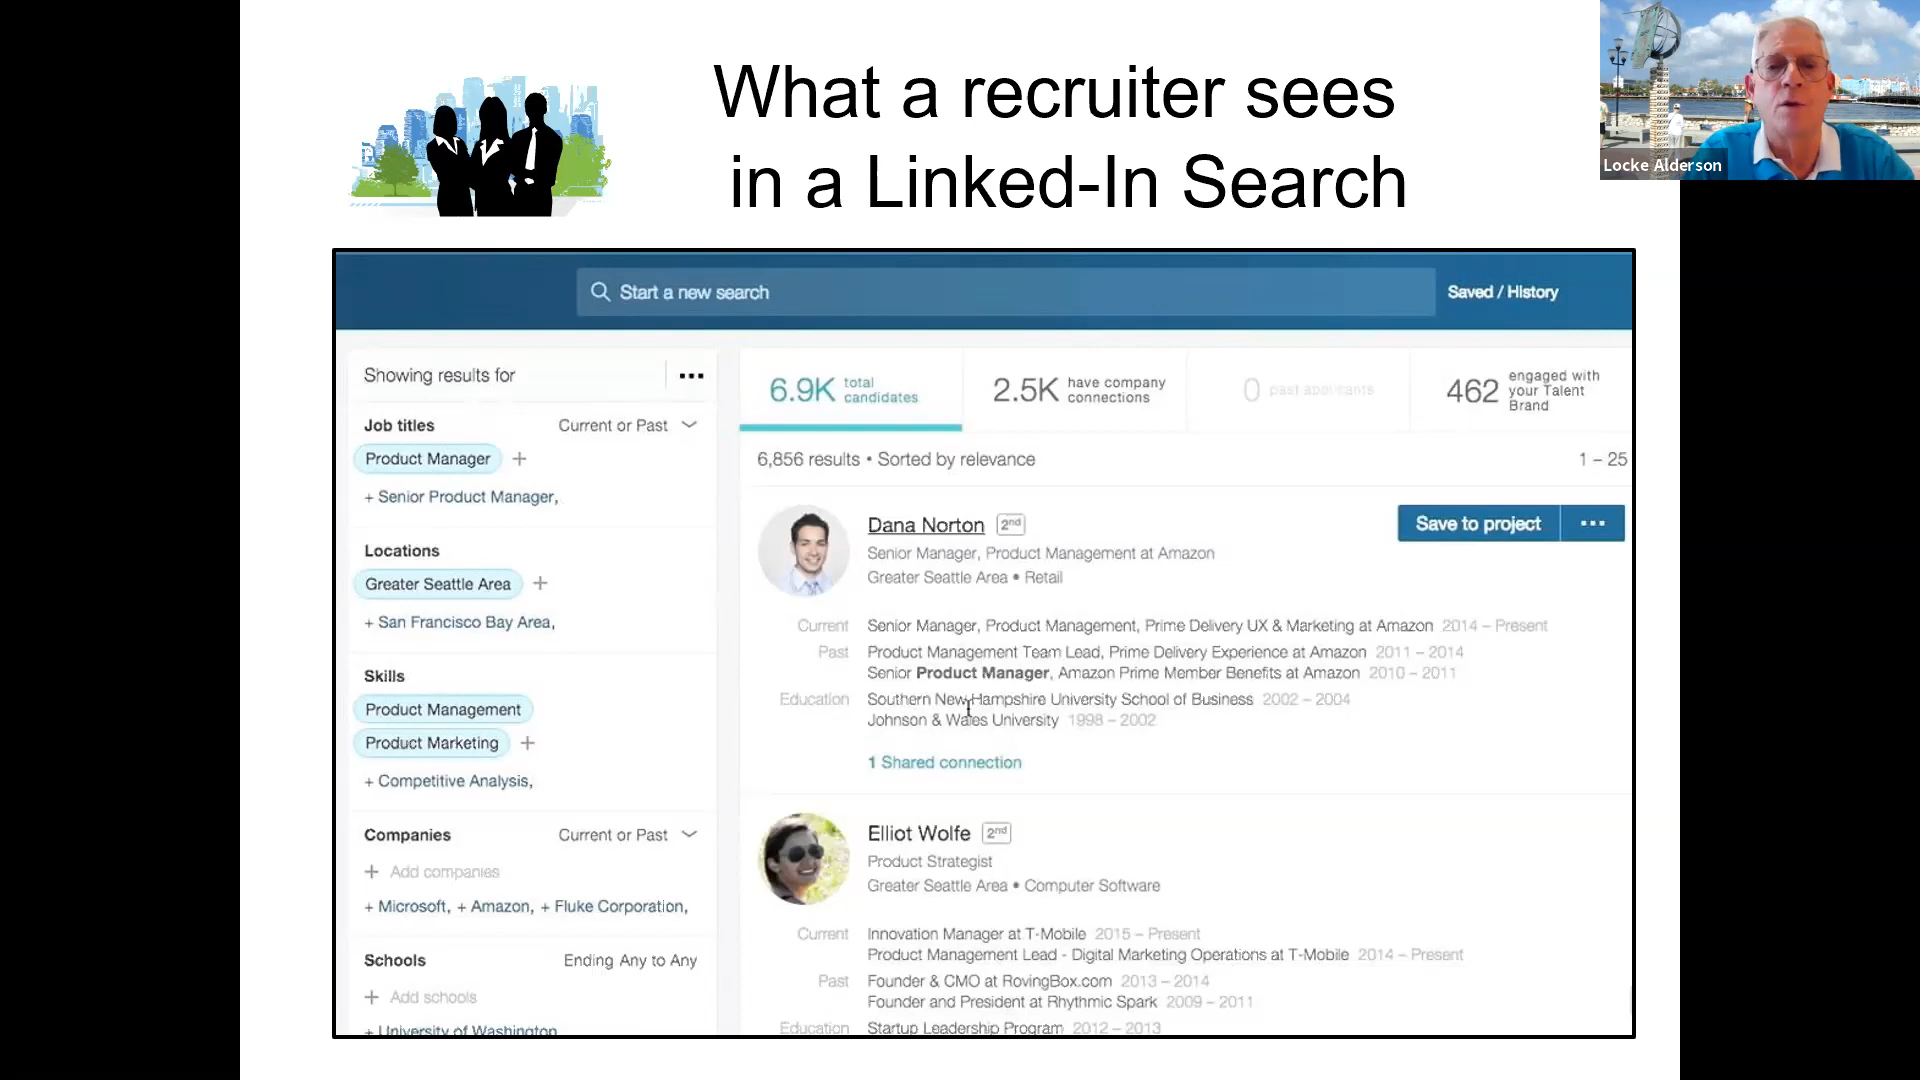 What a recruiter sees
in a Linked-In Search
Locke Alderson
Start a new search
Saved / History
Showing results for
Job titles Current or Past
Product Manager +
+ Senior Product Manager,
Locations
Greater Seattle Area +
+ San Francisco Bay Area,
Skills
Product Management
Product Marketing +
+ Competitive Analysis,
Companies Current or Past
+ Add companies
+ Microsoft, + Amazon, + Fluke Corporation,
Schools Ending Any to Any
+ Add schools
+ University of Washington
6.9K total candidates
2.5K have company connections
0 past applicants
462 engaged with your Talent Brand
6,856 results • Sorted by relevance 1 – 25
Dana Norton 2nd
Save to project
Senior Manager, Product Management at Amazon
Greater Seattle Area • Retail
Current Senior Manager, Product Management, Prime Delivery UX & Marketing at Amazon 2014 – Present
Past Product Management Team Lead, Prime Delivery Experience at Amazon 2011 – 2014
Senior Product Manager, Amazon Prime Member Benefits at Amazon 2010 – 2011
Education Southern New Hampshire University School of Business 2002 – 2004
Johnson & Wales University 1998 – 2002
1 Shared connection
Elliot Wolfe 2nd
Product Strategist
Greater Seattle Area • Computer Software
Current Innovation Manager at T-Mobile 2015 – Present
Product Management Lead - Digital Marketing Operations at T-Mobile 2014 – Present
Past Founder & CMO at RovingBox.com 2013 – 2014
Founder and President at Rhythmic Spark 2009 – 2011
Education Startup Leadership Program 2012 – 2013